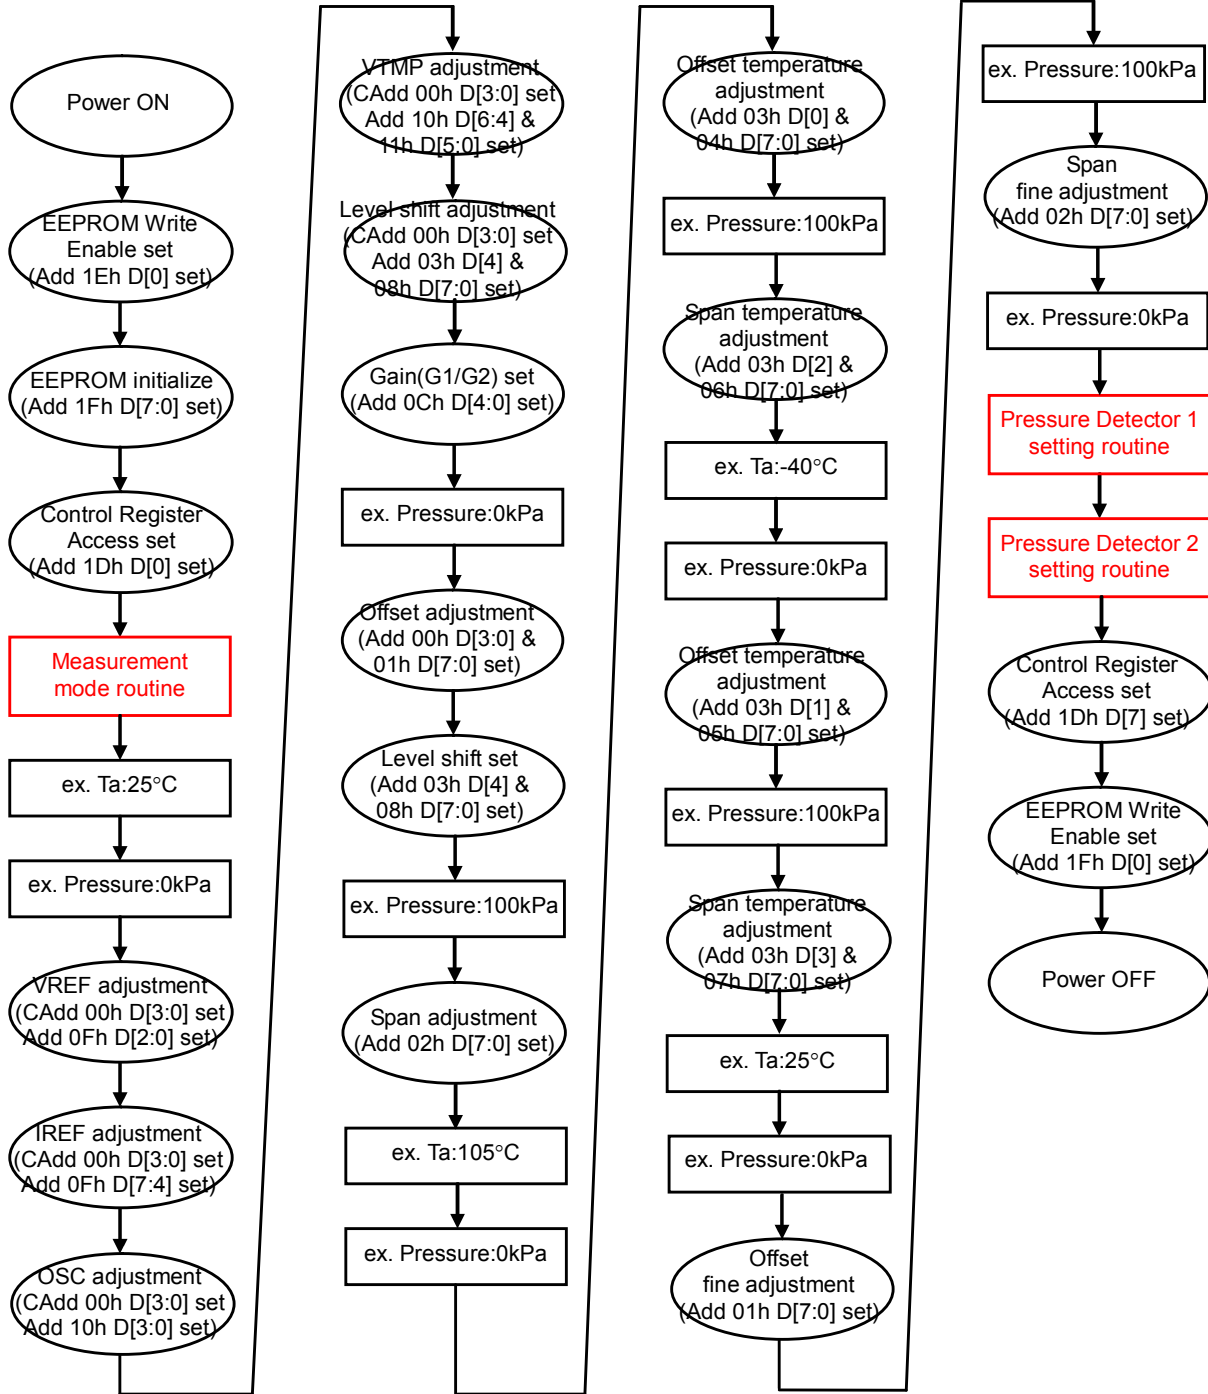 Power ON
EEPROM Write
Enable set
(Add 1Eh D[0] set)
EEPROM initialize
(Add 1Fh D[7:0] set)
Control Register
Access set
(Add 1Dh D[0] set)
Measurement
mode routine
ex. Ta:25°C
ex. Pressure:0kPa
VREF adjustment
(CAdd 00h D[3:0] set
Add 0Fh D[2:0] set)
IREF adjustment
(CAdd 00h D[3:0] set
Add 0Fh D[7:4] set)
OSC adjustment
(CAdd 00h D[3:0] set
Add 10h D[3:0] set)
VTMP adjustment
(CAdd 00h D[3:0] set
Add 10h D[6:4] &
11h D[5:0] set)
Level shift adjustment
(CAdd 00h D[3:0] set
Add 03h D[4] &
08h D[7:0] set)
Gain(G1/G2) set
(Add 0Ch D[4:0] set)
ex. Pressure:0kPa
Offset adjustment
(Add 00h D[3:0] &
01h D[7:0] set)
Level shift set
(Add 03h D[4] &
08h D[7:0] set)
ex. Pressure:100kPa
Span adjustment
(Add 02h D[7:0] set)
ex. Ta:105°C
ex. Pressure:0kPa
Offset temperature
adjustment
(Add 03h D[0] &
04h D[7:0] set)
ex. Pressure:100kPa
Span temperature
adjustment
(Add 03h D[2] &
06h D[7:0] set)
ex. Ta:-40°C
ex. Pressure:0kPa
Offset temperature
adjustment
(Add 03h D[1] &
05h D[7:0] set)
ex. Pressure:100kPa
Span temperature
adjustment
(Add 03h D[3] &
07h D[7:0] set)
ex. Ta:25°C
ex. Pressure:0kPa
Offset
fine adjustment
(Add 01h D[7:0] set)
ex. Pressure:100kPa
Span
fine adjustment
(Add 02h D[7:0] set)
ex. Pressure:0kPa
Pressure Detector 1
setting routine
Pressure Detector 2
setting routine
Control Register
Access set
(Add 1Dh D[7] set)
EEPROM Write
Enable set
(Add 1Fh D[0] set)
Power OFF